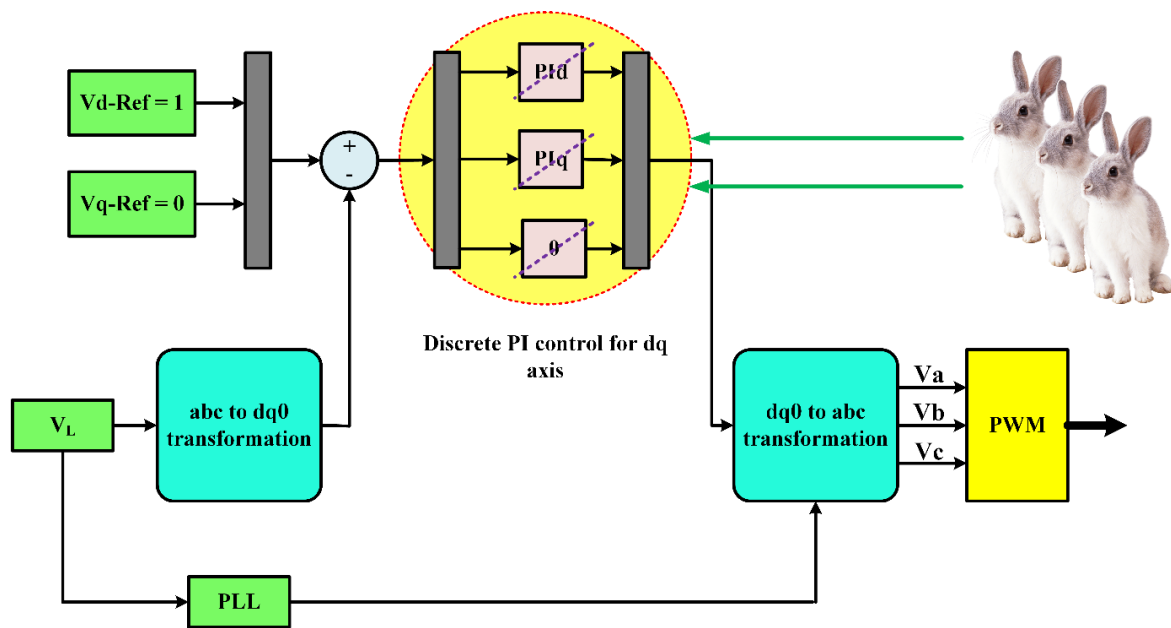 Vd-Ref = 1
Vq-Ref = 0
+
-
PId
PIq
0
Discrete PI control for dq
axis
V_L
abc to dq0
transformation
dq0 to abc
transformation
Va
Vb
Vc
PWM
PLL